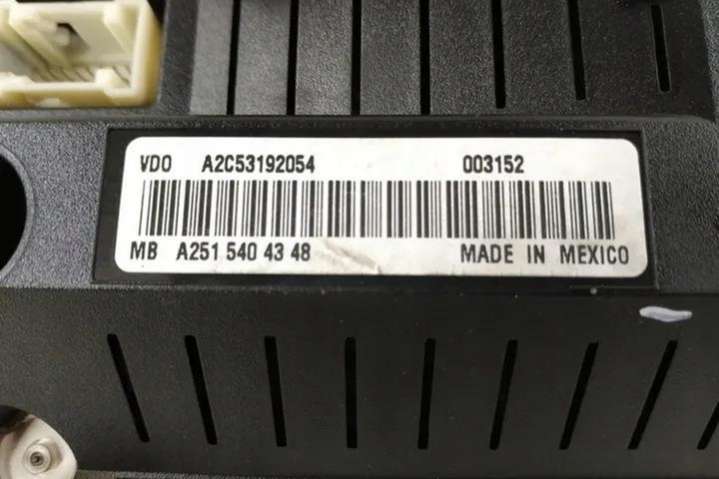 VDO A2C53192054 003152
MB A251 540 43 48 MADE IN MEXICO